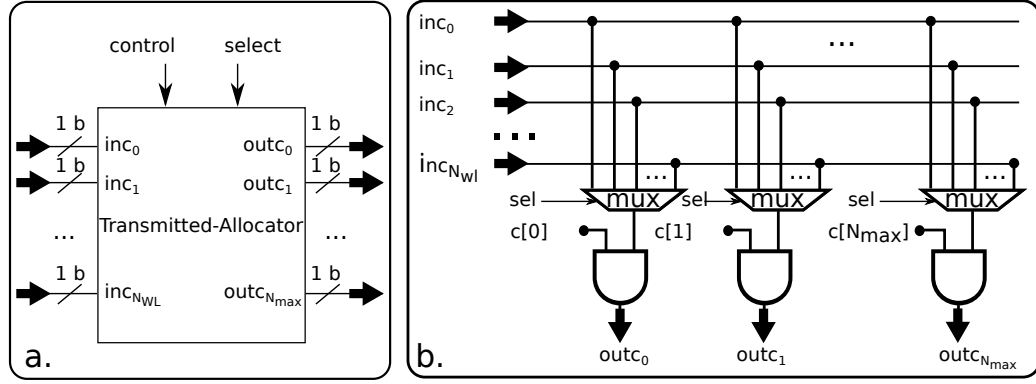 control select
1 b 1 b
inc0 outc0
1 b 1 b
inc1 outc1
Transmitted-Allocator
... ...
1 b 1 b
incNWL outcNmax
a.
inc0
...
inc1
inc2
...
incNwl
... ... ...
sel mux sel mux sel mux
c[0] c[1] c[Nmax]
outc0 outc1 outcNmax
b.